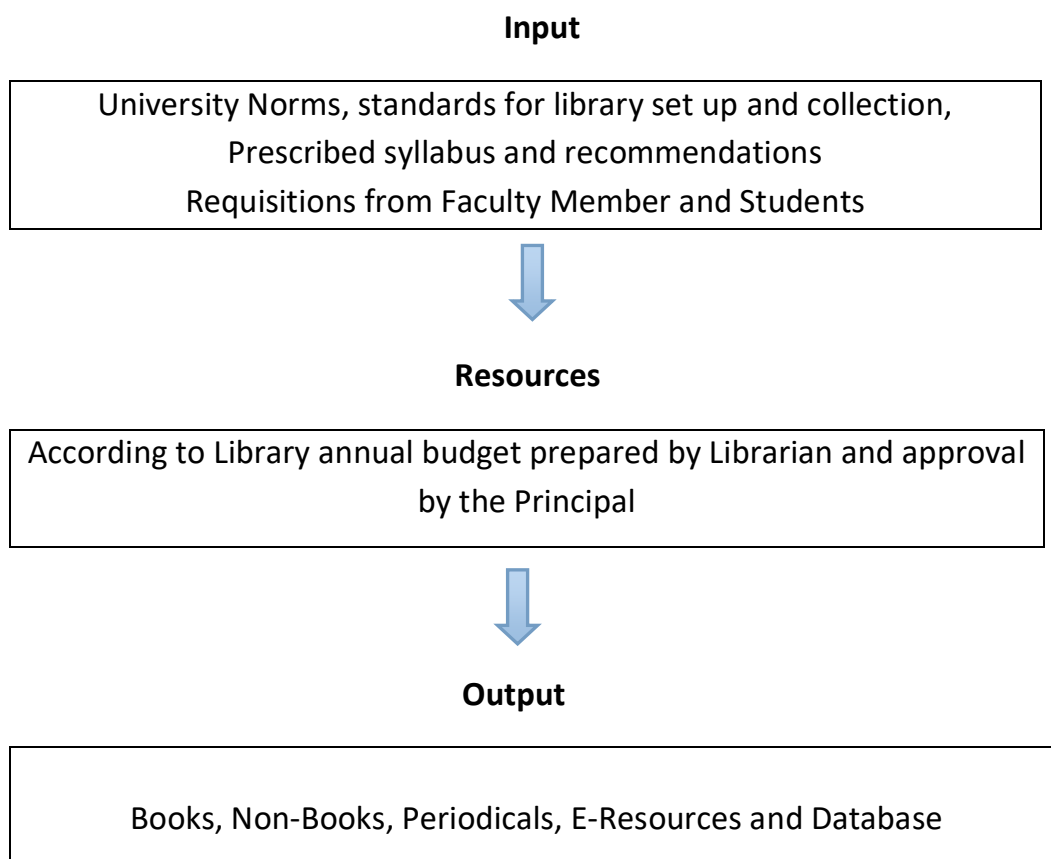 Input
University Norms, standards for library set up and collection,
Prescribed syllabus and recommendations
Requisitions from Faculty Member and Students
Resources
According to Library annual budget prepared by Librarian and approval
by the Principal
Output
Books, Non-Books, Periodicals, E-Resources and Database